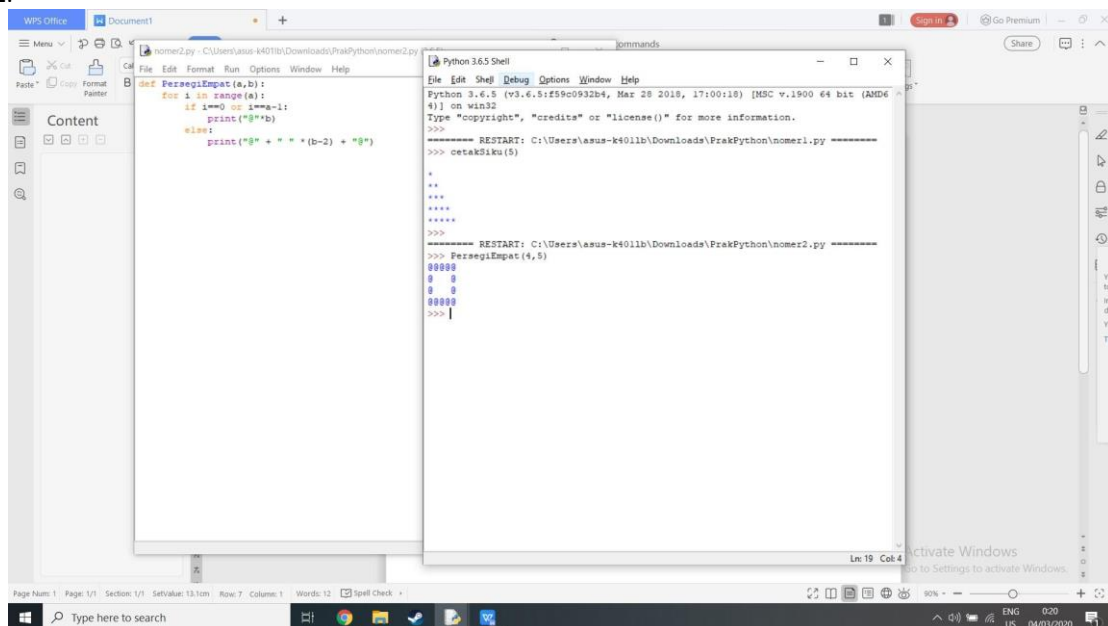 WPS Office
Document1
Sign in
Go Premium
Menu
Share
Paste
Cut
Copy
Format Painter
B
Content
nomer2.py - C:\Users\asus-k401lb\Downloads\PrakPython\nomer2.py
ommands
File Edit Format Run Options Window Help
def PersegiEmpat(a,b):
    for i in range(a):
        if i==0 or i==a-1:
            print("@"*b)
        else:
            print("@" + " " *(b-2) + "@")
Python 3.6.5 Shell
File Edit Shell Debug Options Window Help
Python 3.6.5 (v3.6.5:f59c0932b4, Mar 28 2018, 17:00:18) [MSC v.1900 64 bit (AMD6
4)] on win32
Type "copyright", "credits" or "license()" for more information.
>>>
======== RESTART: C:\Users\asus-k401lb\Downloads\PrakPython\nomer1.py ========
>>> cetakSiku(5)
*
**
***
****
*****
>>>
======== RESTART: C:\Users\asus-k401lb\Downloads\PrakPython\nomer2.py ========
>>> PersegiEmpat(4,5)
@@@@@
@   @
@   @
@@@@@
>>>
Ln: 19 Col: 4
Activate Windows
Go to Settings to activate Windows.
Page Num: 1 Page: 1/1 Section: 1/1 SetValue: 13.1cm Row: 7 Column: 1 Words: 12 Spell Check
90%
Type here to search
ENG
US
0:20
04/03/2020